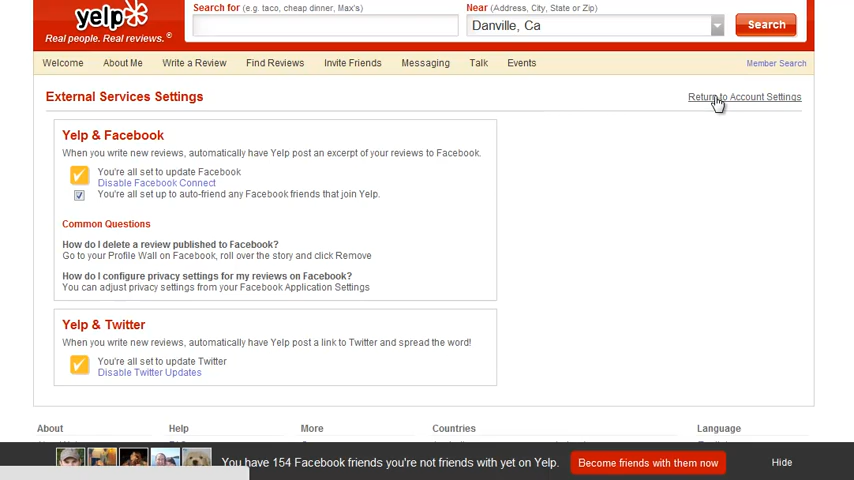 Search for (e.g. taco, cheap dinner, Max's)
Near (Address, City, State or Zip)
yelp
Danville, Ca
Search
Real people. Real reviews.®
Welcome About Me Write a Review Find Reviews Invite Friends Messaging Talk Events Member Search
External Services Settings
Return to Account Settings
Yelp & Facebook
When you write new reviews, automatically have Yelp post an excerpt of your reviews to Facebook.
You're all set to update Facebook
Disable Facebook Connect
You're all set up to auto-friend any Facebook friends that join Yelp.
Common Questions
How do I delete a review published to Facebook?
Go to your Profile Wall on Facebook, roll over the story and click Remove
How do I configure privacy settings for my reviews on Facebook?
You can adjust privacy settings from your Facebook Application Settings
Yelp & Twitter
When you write new reviews, automatically have Yelp post a link to Twitter and spread the word!
You're all set to update Twitter
Disable Twitter Updates
About Help More Countries Language
You have 154 Facebook friends you're not friends with yet on Yelp.
Become friends with them now
Hide